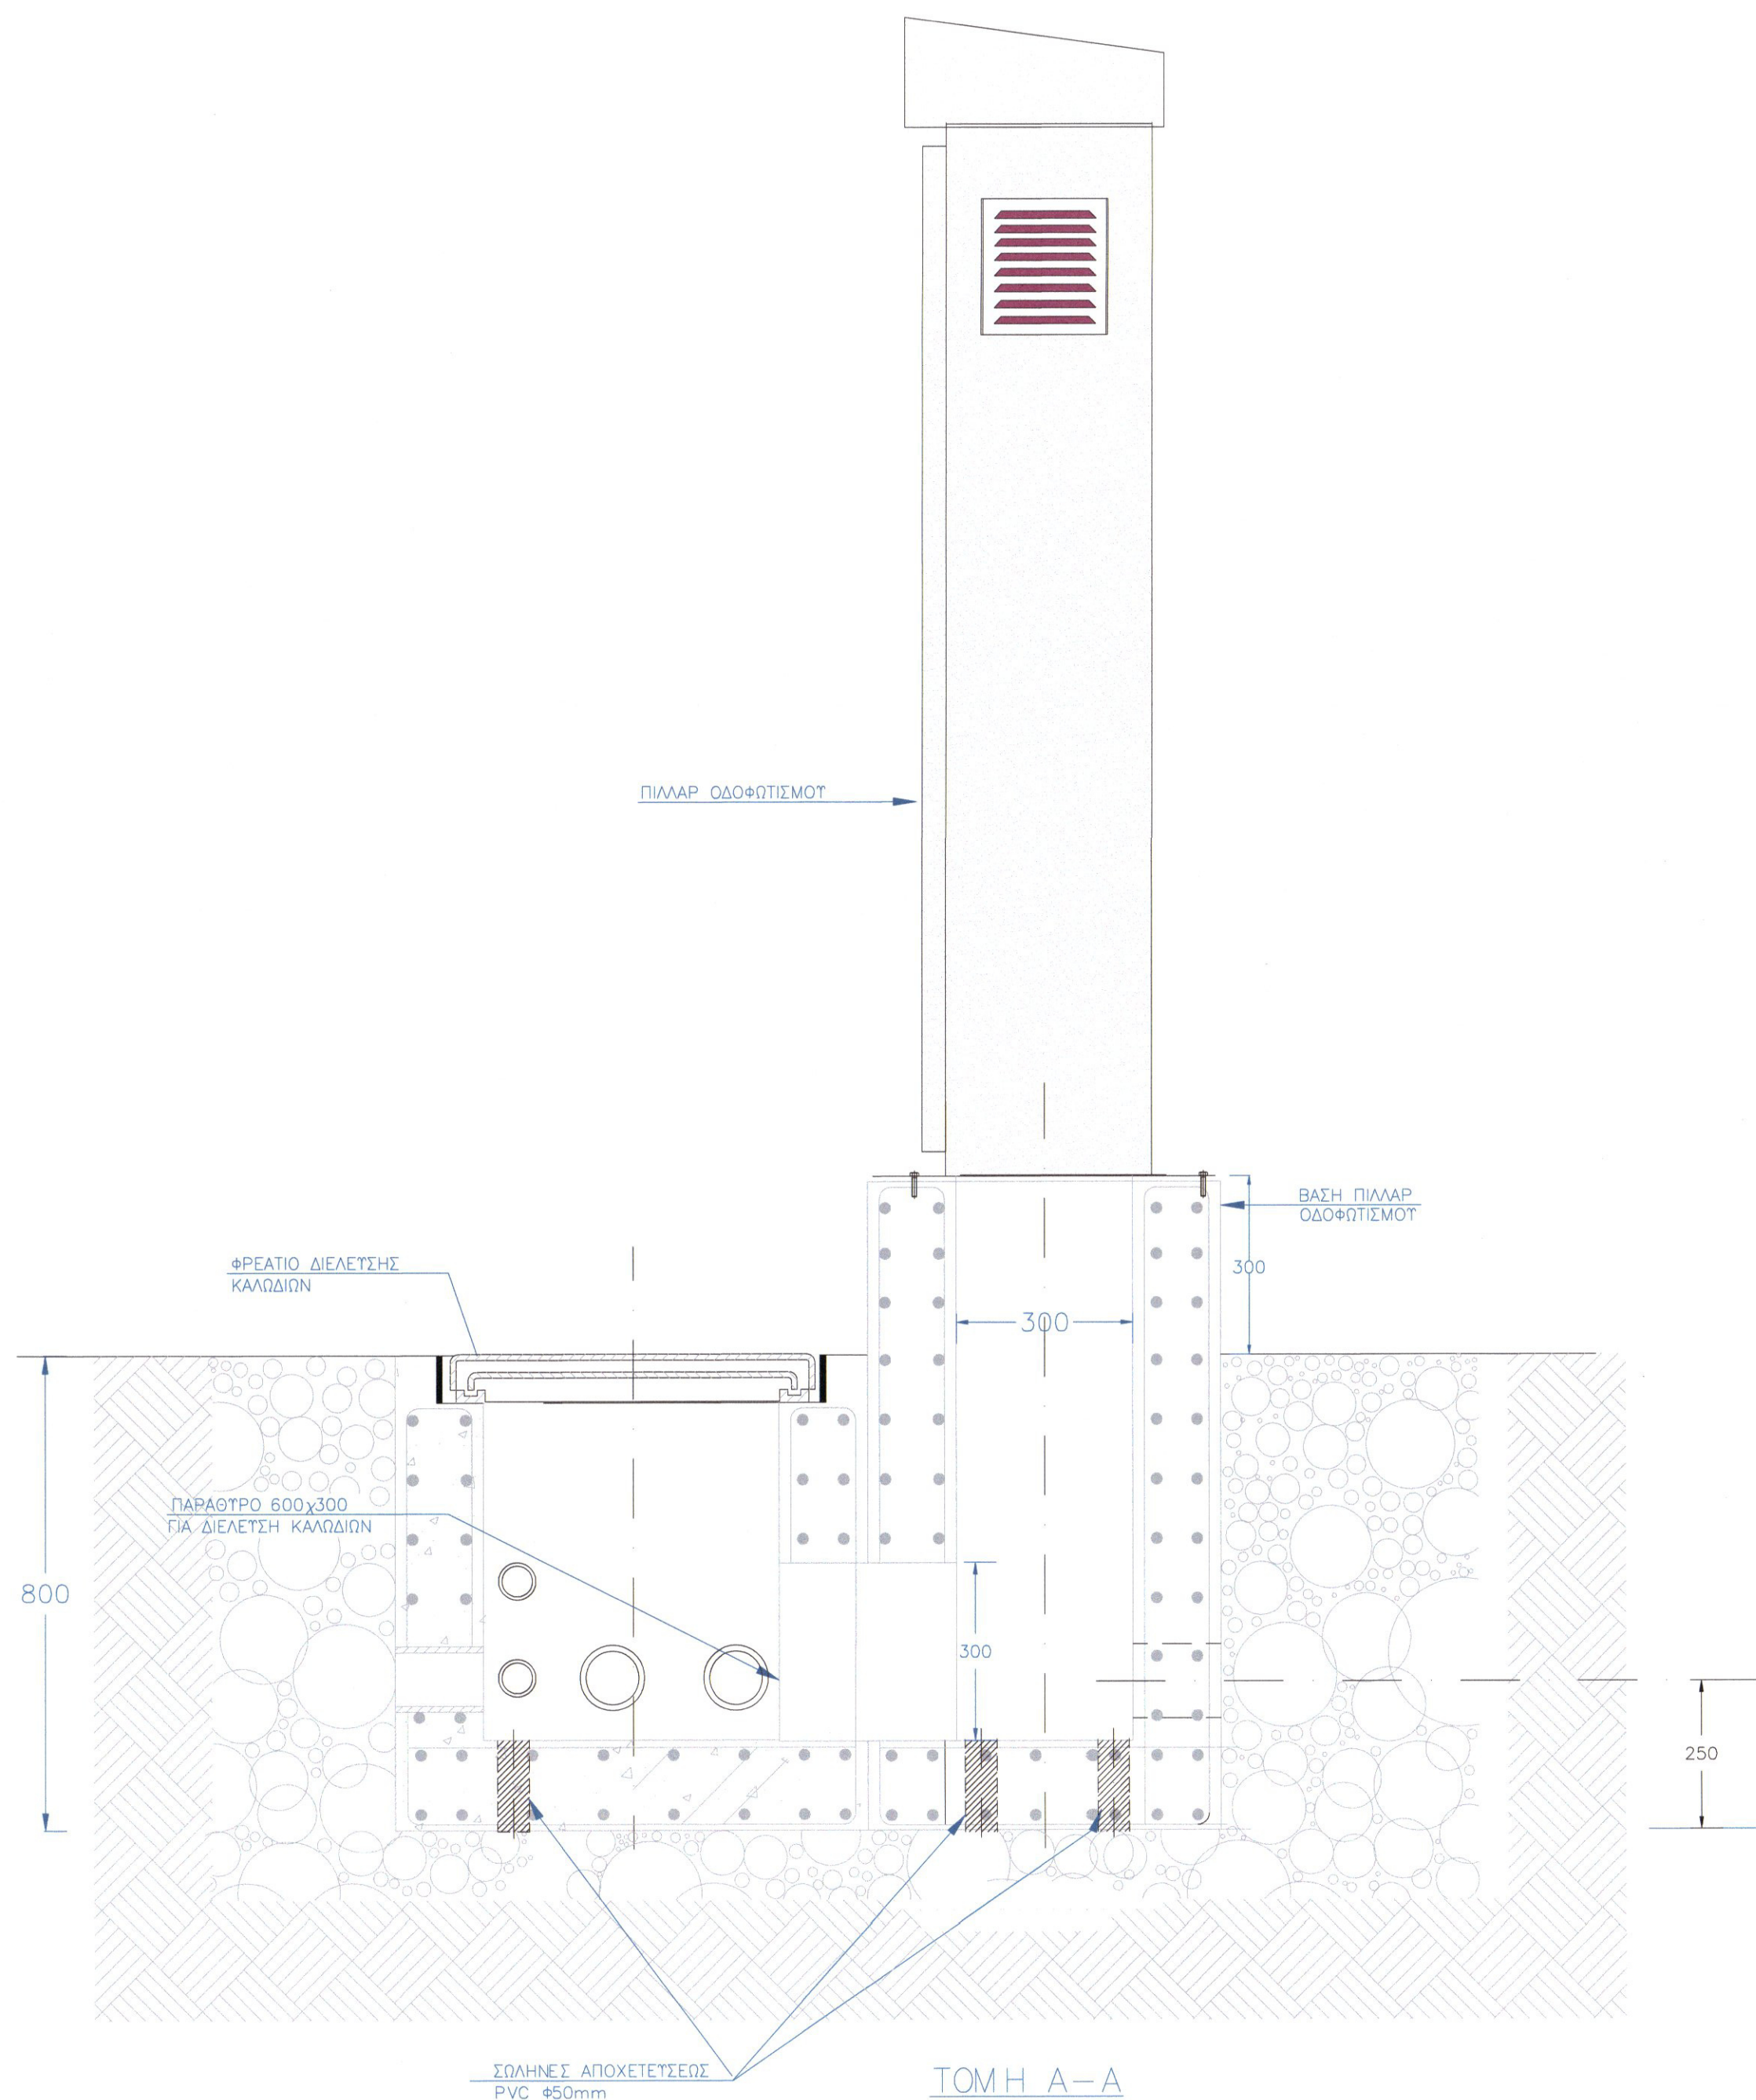 ΠΙΛΛΑΡ ΟΔΟΦΩΤΙΣΜΟΥ
ΒΑΣΗ ΠΙΛΛΑΡ
ΟΔΟΦΩΤΙΣΜΟΥ
ΦΡΕΑΤΙΟ ΔΙΕΛΕΥΣΗΣ
ΚΑΛΩΔΙΩΝ
300
300
ΠΑΡΑΘΥΡΟ 600χ300
ΓΙΑ ΔΙΕΛΕΥΣΗ ΚΑΛΩΔΙΩΝ
800
300
250
ΣΩΛΗΝΕΣ ΑΠΟΧΕΤΕΥΣΕΩΣ
PVC Φ50mm
ΤΟΜΗ Α-Α